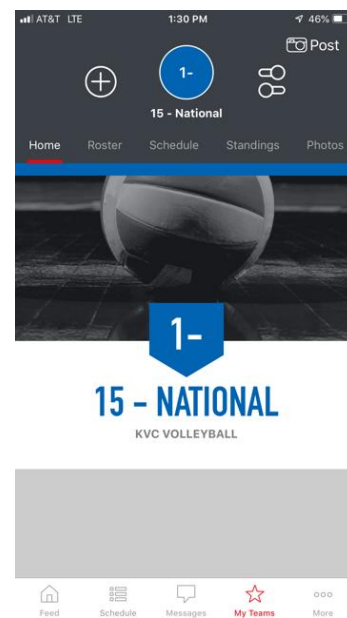 AT&T LTE 1:30 PM 46%
Post
1-
15 - National
Home Roster Schedule Standings Photos
1-
15 - NATIONAL
KVC VOLLEYBALL
Feed Schedule Messages My Teams More